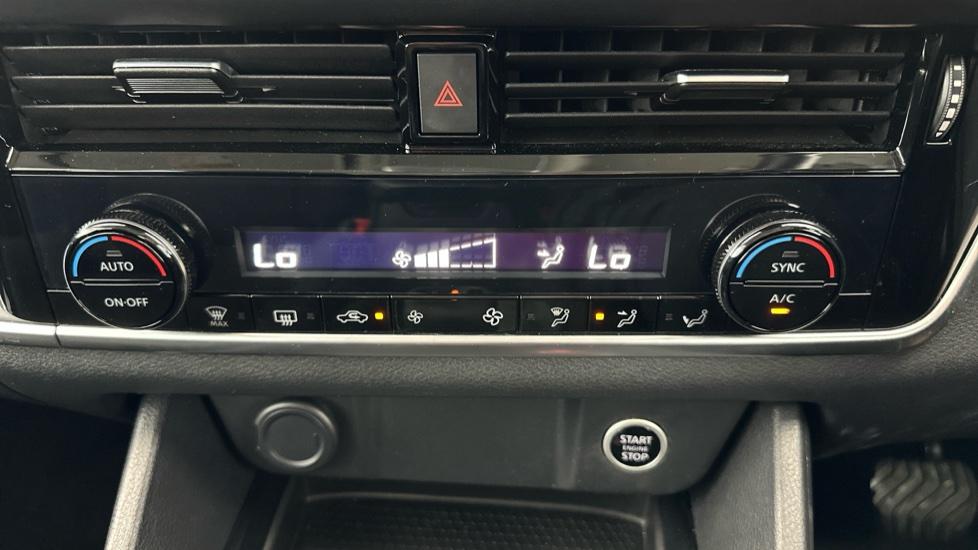 Lo
Lo
AUTO
ON·OFF
SYNC
A/C
MAX
START
ENGINE
STOP